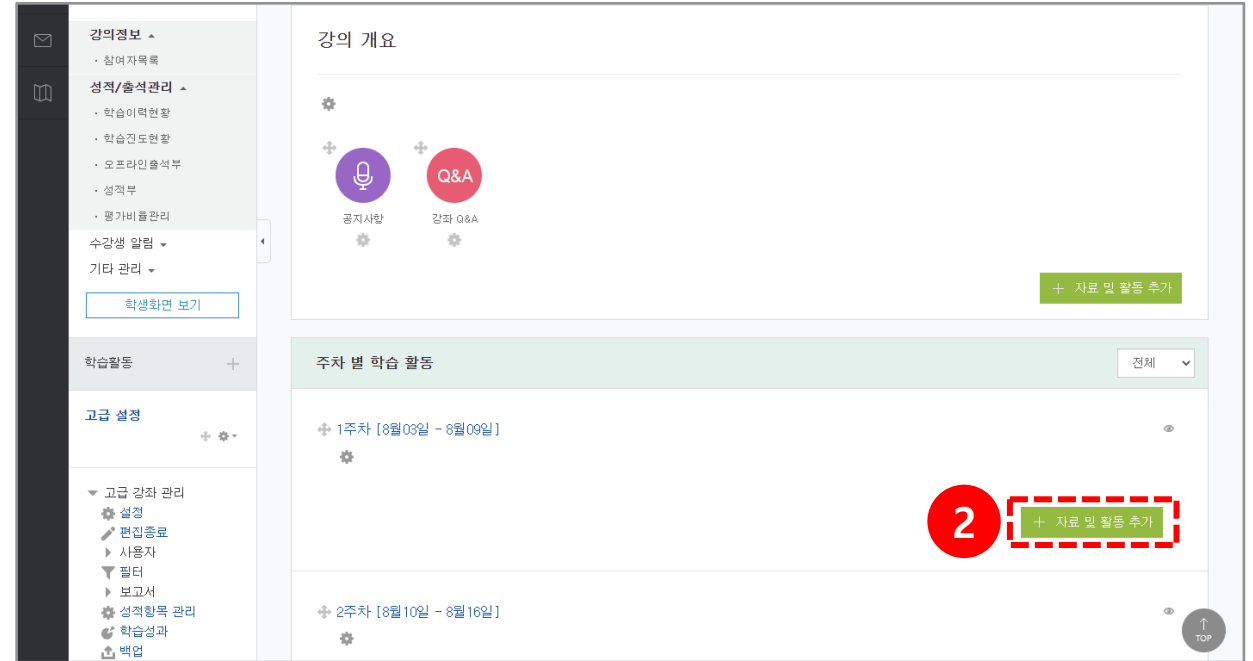 강의정보
· 참여자목록
성적/출석관리
· 학습이력현황
· 학습진도현황
· 오프라인출석부
· 성적부
· 평가비율관리
수강생 알림
기타 관리
학생화면 보기
학습활동
고급 설정
고급 강좌 관리
설정
편집종료
사용자
필터
보고서
성적항목 관리
학습성과
백업
강의 개요
Q&A
공지사항
강좌 Q&A
+ 자료 및 활동 추가
주차 별 학습 활동
전체
1주차 [8월03일 - 8월09일]
2
+ 자료 및 활동 추가
2주차 [8월10일 - 8월16일]
TOP